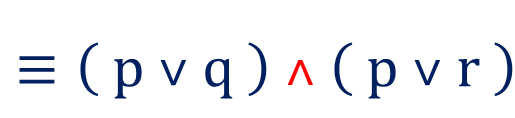 ≡ ( p ∨ q ) ∧ ( p ∨ r )